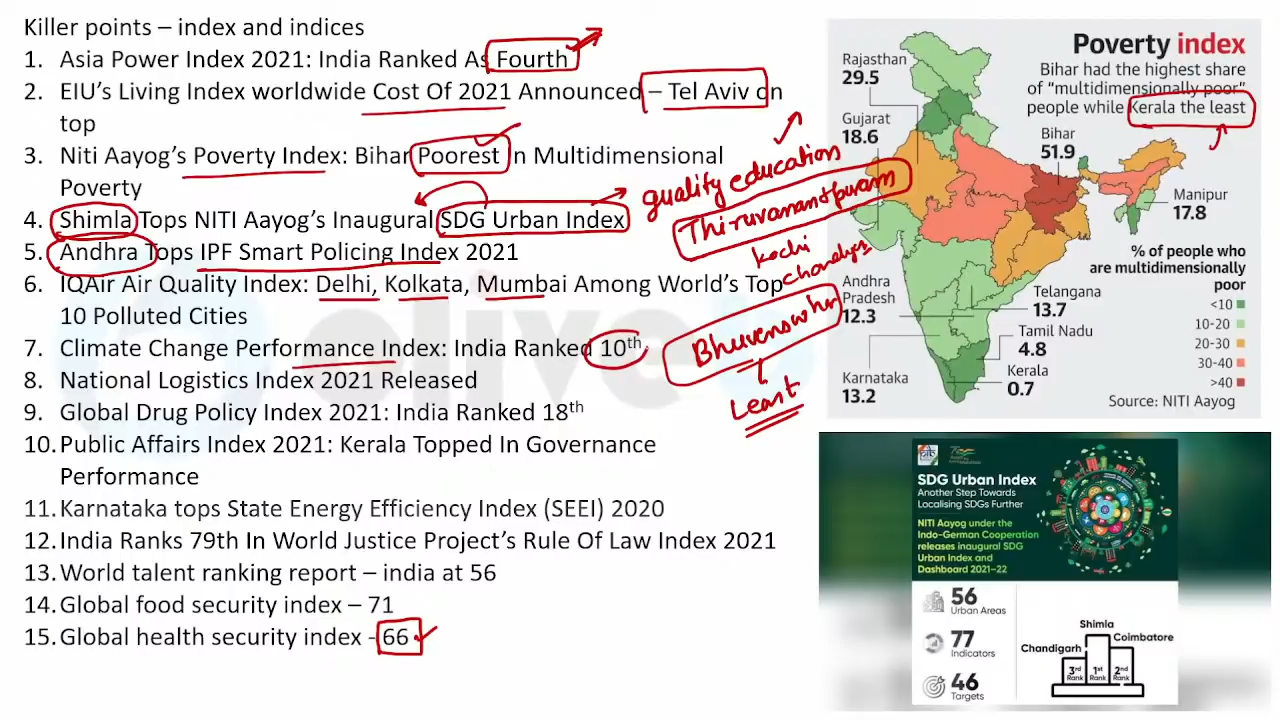 Killer points – index and indices
1. Asia Power Index 2021: India Ranked As Fourth
2. EIU's Living Index worldwide Cost Of 2021 Announced – Tel Aviv on
top
3. Niti Aayog's Poverty Index: Bihar Poorest In Multidimensional
Poverty
4. Shimla Tops NITI Aayog's Inaugural SDG Urban Index
5. Andhra Tops IPF Smart Policing Index 2021
6. IQAir Air Quality Index: Delhi, Kolkata, Mumbai Among World's Top
10 Polluted Cities
7. Climate Change Performance Index: India Ranked 10th
8. National Logistics Index 2021 Released
9. Global Drug Policy Index 2021: India Ranked 18th
10. Public Affairs Index 2021: Kerala Topped In Governance
Performance
11. Karnataka tops State Energy Efficiency Index (SEEI) 2020
12. India Ranks 79th In World Justice Project's Rule Of Law Index 2021
13. World talent ranking report – india at 56
14. Global food security index – 71
15. Global health security index - 66
olive
quality education
Thiruvanantpuram
kochi
Bhuvenswher
Least
Poverty index
Bihar had the highest share
of "multidimensionally poor"
people while Kerala the least
Rajasthan
29.5
Gujarat
18.6
Bihar
51.9
Manipur
17.8
Andhra
Pradesh
12.3
Karnataka
13.2
Telangana
13.7
Tamil Nadu
4.8
Kerala
0.7
% of people who
are multidimensionally
poor
<10
10-20
20-30
30-40
>40
Source: NITI Aayog
SDG Urban Index
Another Step Towards
Localising SDGs Further
NITI Aayog under the
Indo-German Cooperation
releases inaugural SDG
Urban Index and
Dashboard 2021–22
56
Urban Areas
77
Indicators
46
Targets
Shimla
Coimbatore
Chandigarh
3rd
Rank
1st
Rank
2nd
Rank